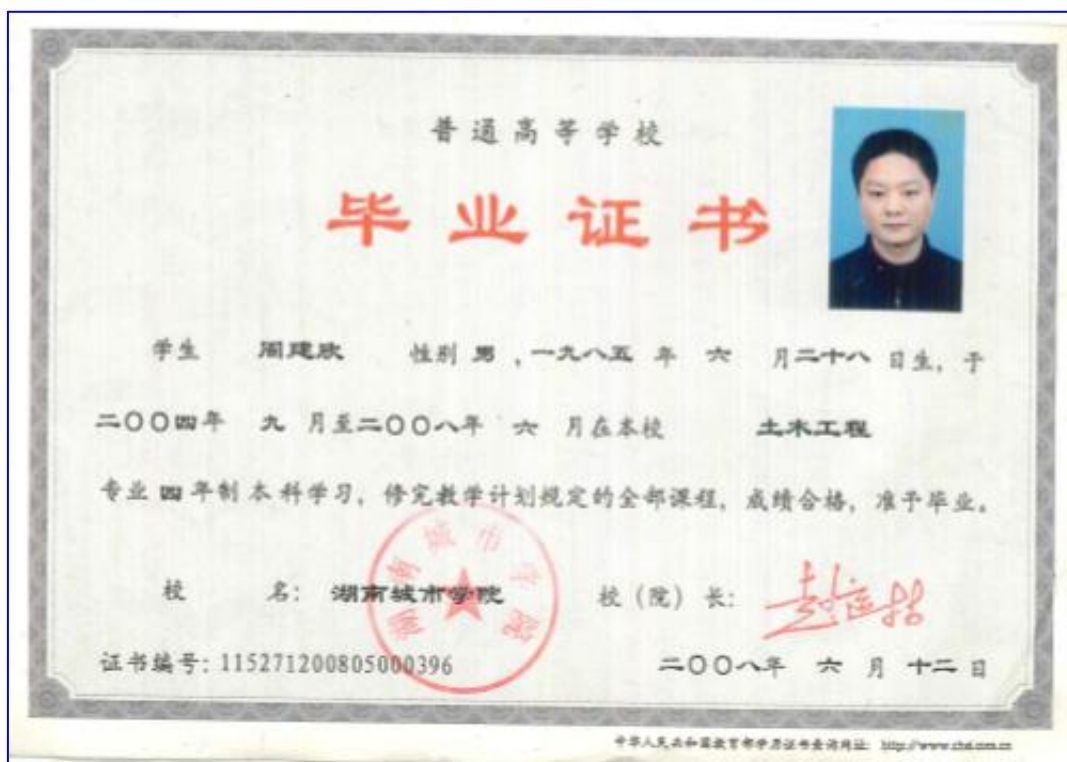 普通高等学校
毕业证书
学生 周建欣 性别 男 ,一九八五 年 六 月二十八 日生, 于
二〇〇四年 九 月至二〇〇八年 六 月在本校 土木工程
专业 四 年制 本 科学习, 修完教学计划规定的全部课程, 成绩合格, 准予毕业。
湖南城市学院
校 名: 湖南城市学院 校 (院) 长:
证书编号: 115271200805000396 二〇〇八年 六 月 十二 日
中华人民共和国教育部学历证书查询网址: http://www.chsi.com.cn